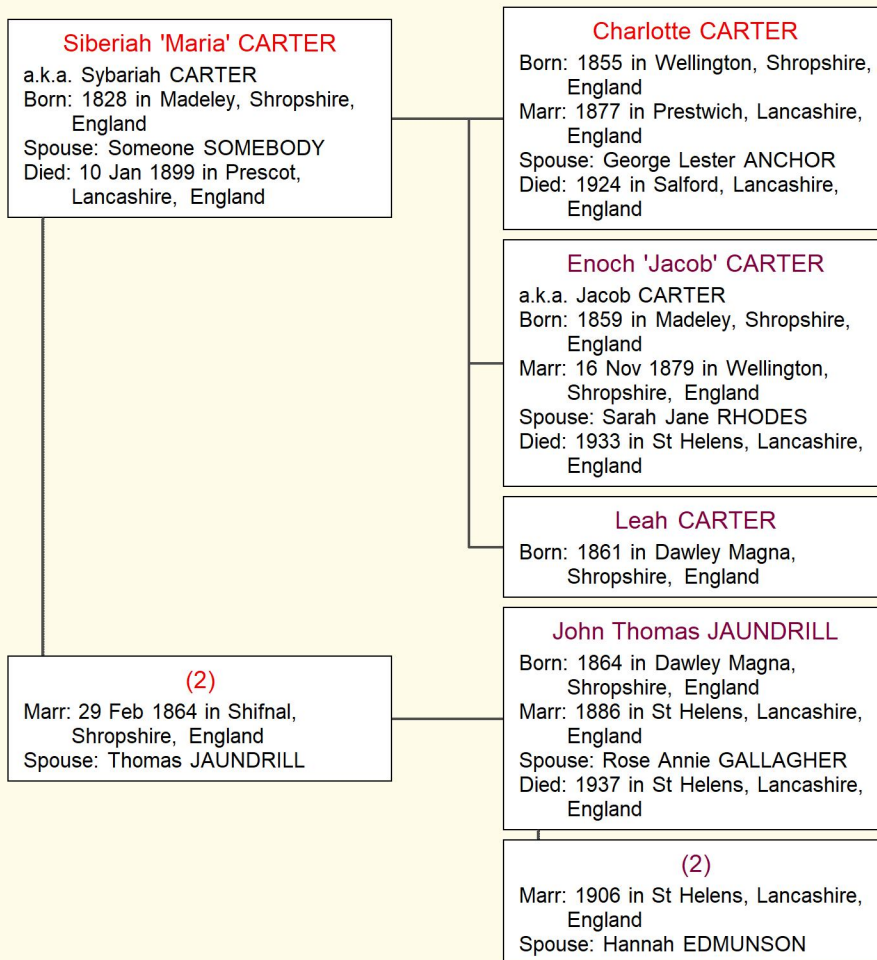 Siberiah 'Maria' CARTER
a.k.a. Sybariah CARTER
Born: 1828 in Madeley, Shropshire,
England
Spouse: Someone SOMEBODY
Died: 10 Jan 1899 in Prescot,
Lancashire, England
(2)
Marr: 29 Feb 1864 in Shifnal,
Shropshire, England
Spouse: Thomas JAUNDRILL
Charlotte CARTER
Born: 1855 in Wellington, Shropshire,
England
Marr: 1877 in Prestwich, Lancashire,
England
Spouse: George Lester ANCHOR
Died: 1924 in Salford, Lancashire,
England
Enoch 'Jacob' CARTER
a.k.a. Jacob CARTER
Born: 1859 in Madeley, Shropshire,
England
Marr: 16 Nov 1879 in Wellington,
Shropshire, England
Spouse: Sarah Jane RHODES
Died: 1933 in St Helens, Lancashire,
England
Leah CARTER
Born: 1861 in Dawley Magna,
Shropshire, England
John Thomas JAUNDRILL
Born: 1864 in Dawley Magna,
Shropshire, England
Marr: 1886 in St Helens, Lancashire,
England
Spouse: Rose Annie GALLAGHER
Died: 1937 in St Helens, Lancashire,
England
(2)
Marr: 1906 in St Helens, Lancashire,
England
Spouse: Hannah EDMUNSON